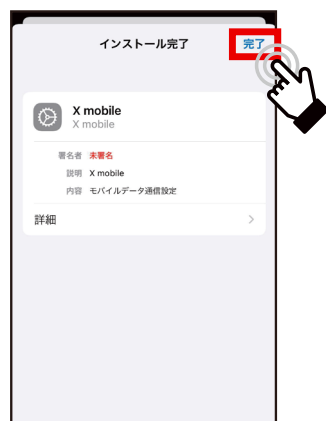 インストール完了
完了
X mobile
X mobile
署名者 未署名
説明 X mobile
内容 モバイルデータ通信設定
詳細